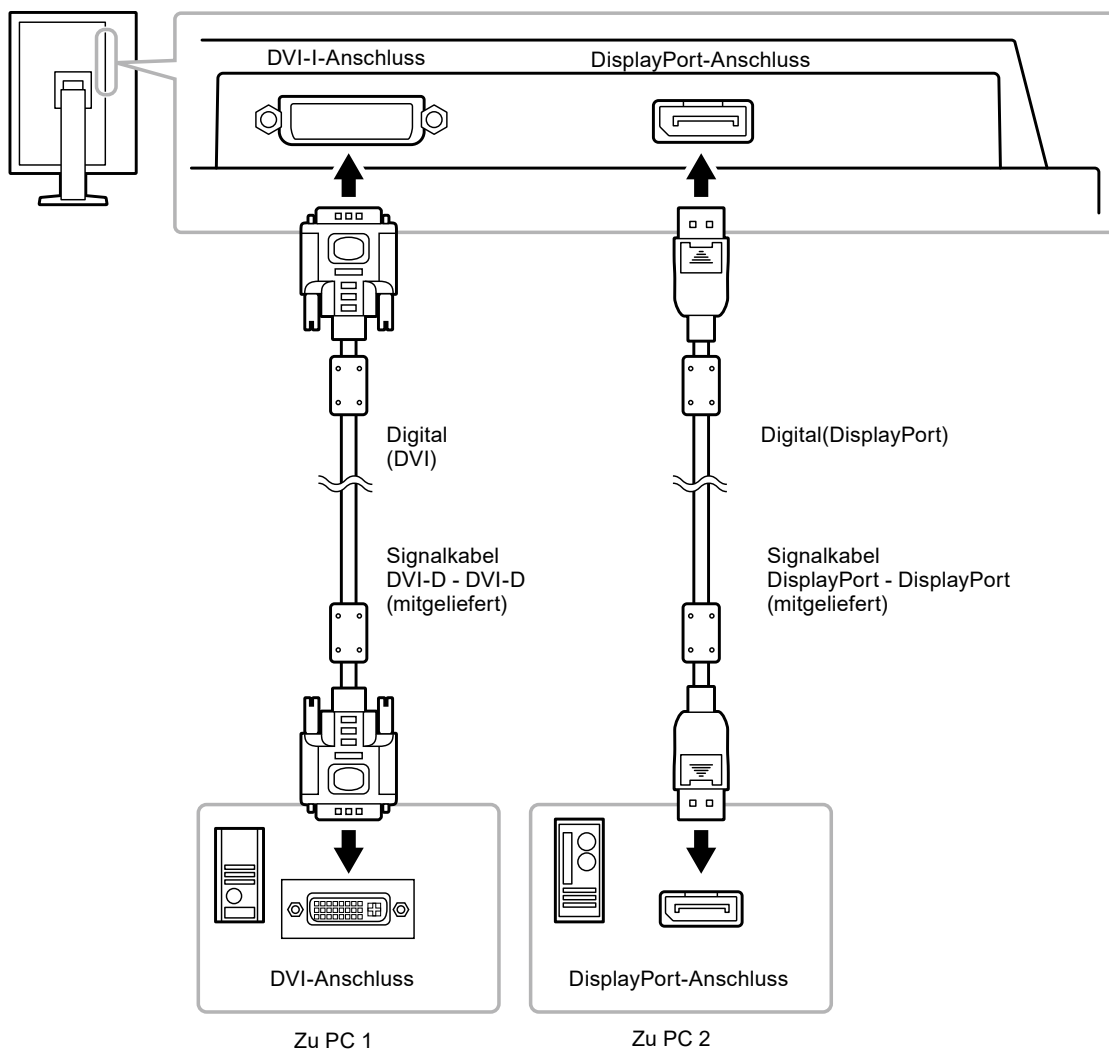 DVI-I-Anschluss
DisplayPort-Anschluss
Digital
(DVI)
Digital(DisplayPort)
Signalkabel
DVI-D - DVI-D
(mitgeliefert)
Signalkabel
DisplayPort - DisplayPort
(mitgeliefert)
DVI-Anschluss
DisplayPort-Anschluss
Zu PC 1
Zu PC 2